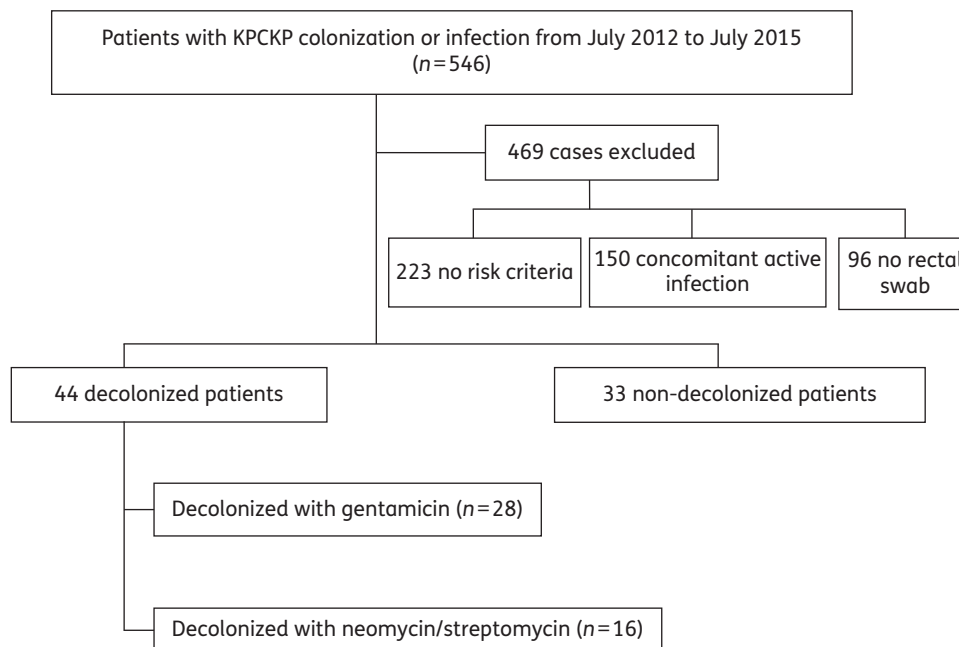 Patients with KPCKP colonization or infection from July 2012 to July 2015
(n=546)
469 cases excluded
223 no risk criteria
150 concomitant active
infection
96 no rectal
swab
44 decolonized patients
33 non-decolonized patients
Decolonized with gentamicin (n=28)
Decolonized with neomycin/streptomycin (n=16)